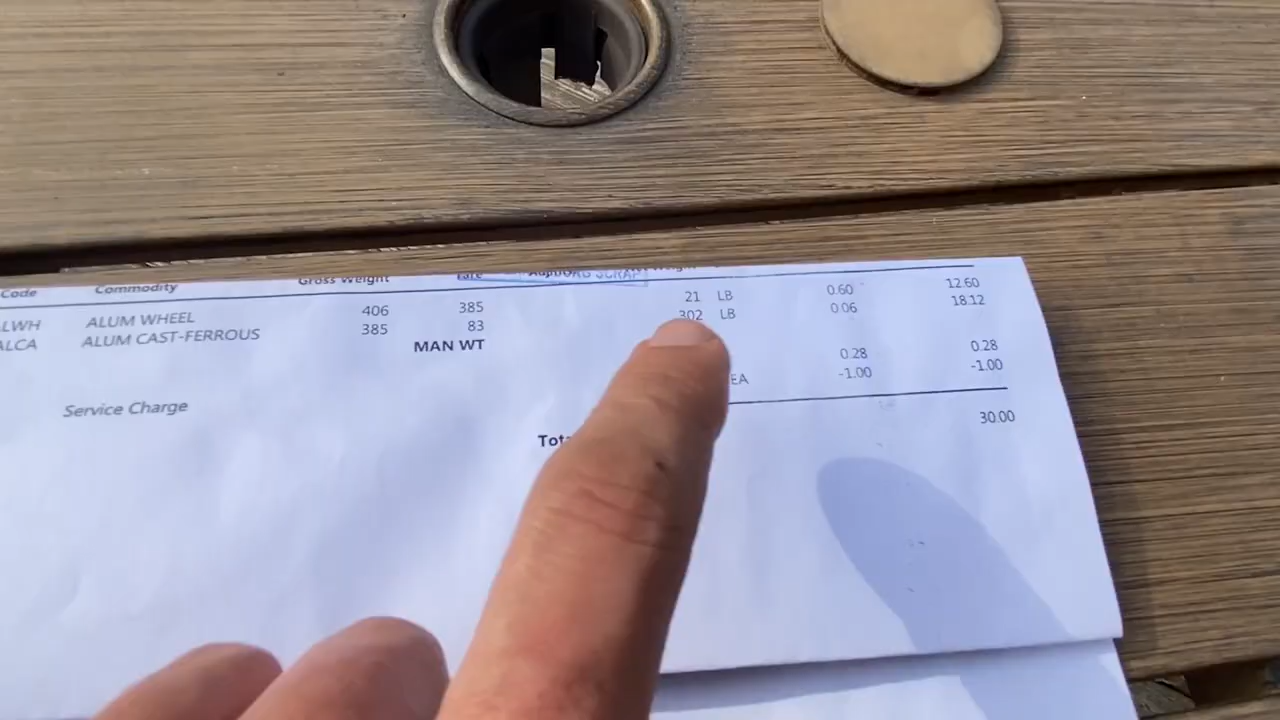 Code Commodity Gross Weight Tare
LWH ALUM WHEEL 406 385 21 LB 0.60 12.60
ALCA ALUM CAST-FERROUS 385 83 302 LB 0.06 18.12
MAN WT
0.28 0.28
Service Charge EA -1.00 -1.00
30.00